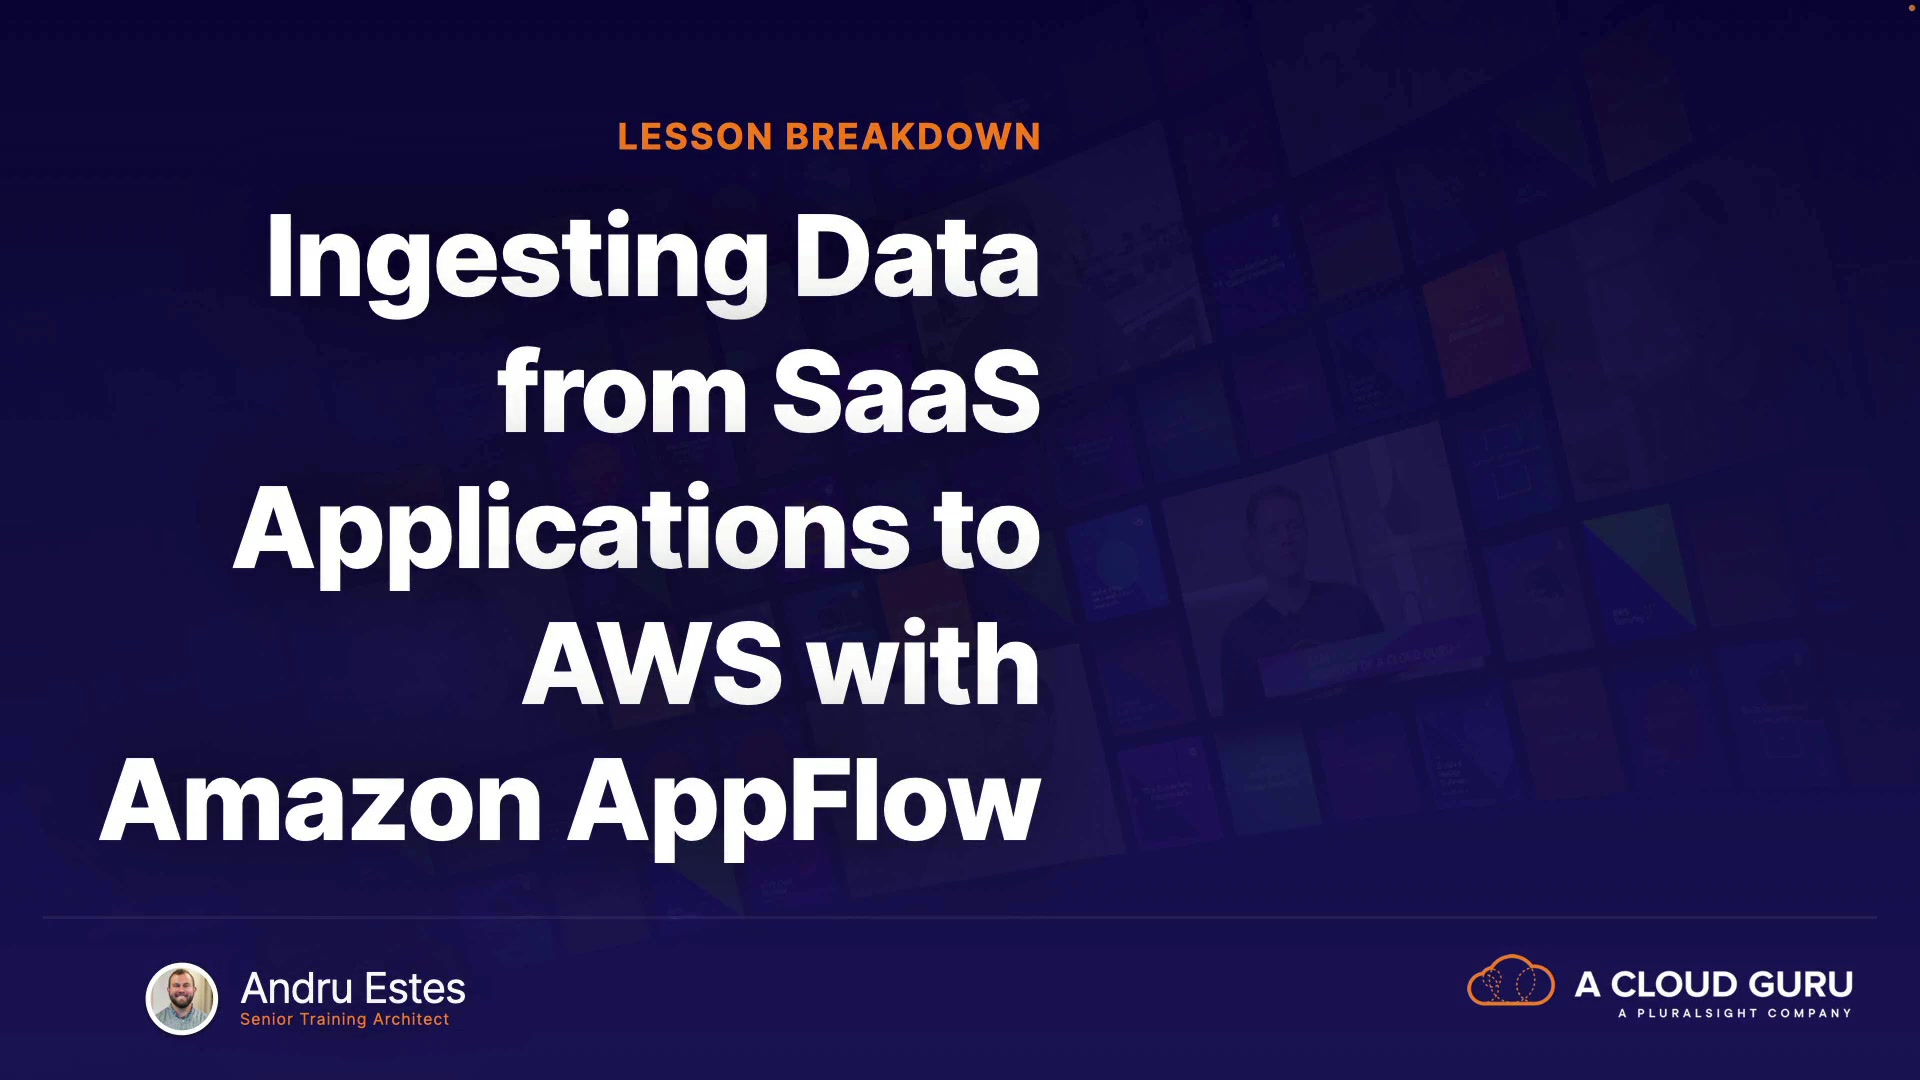 LESSON BREAKDOWN
Ingesting Data
from SaaS
Applications to
AWS with
Amazon AppFlow
Andru Estes
Senior Training Architect
A CLOUD GURU
A PLURALSIGHT COMPANY